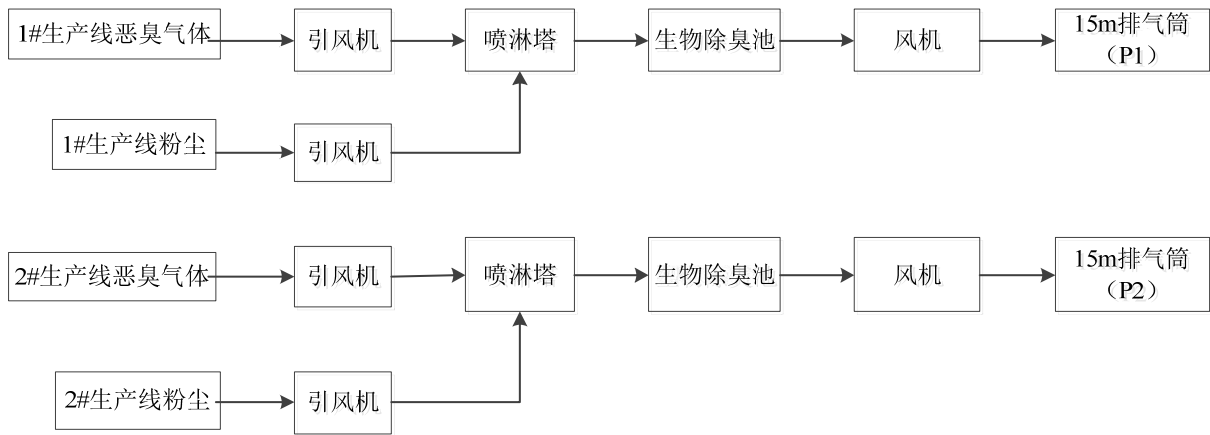 1#生产线恶臭气体
引风机
喷淋塔
生物除臭池
风机
15m排气筒
（P1）
1#生产线粉尘
引风机
2#生产线恶臭气体
引风机
喷淋塔
生物除臭池
风机
15m排气筒
（P2）
2#生产线粉尘
引风机